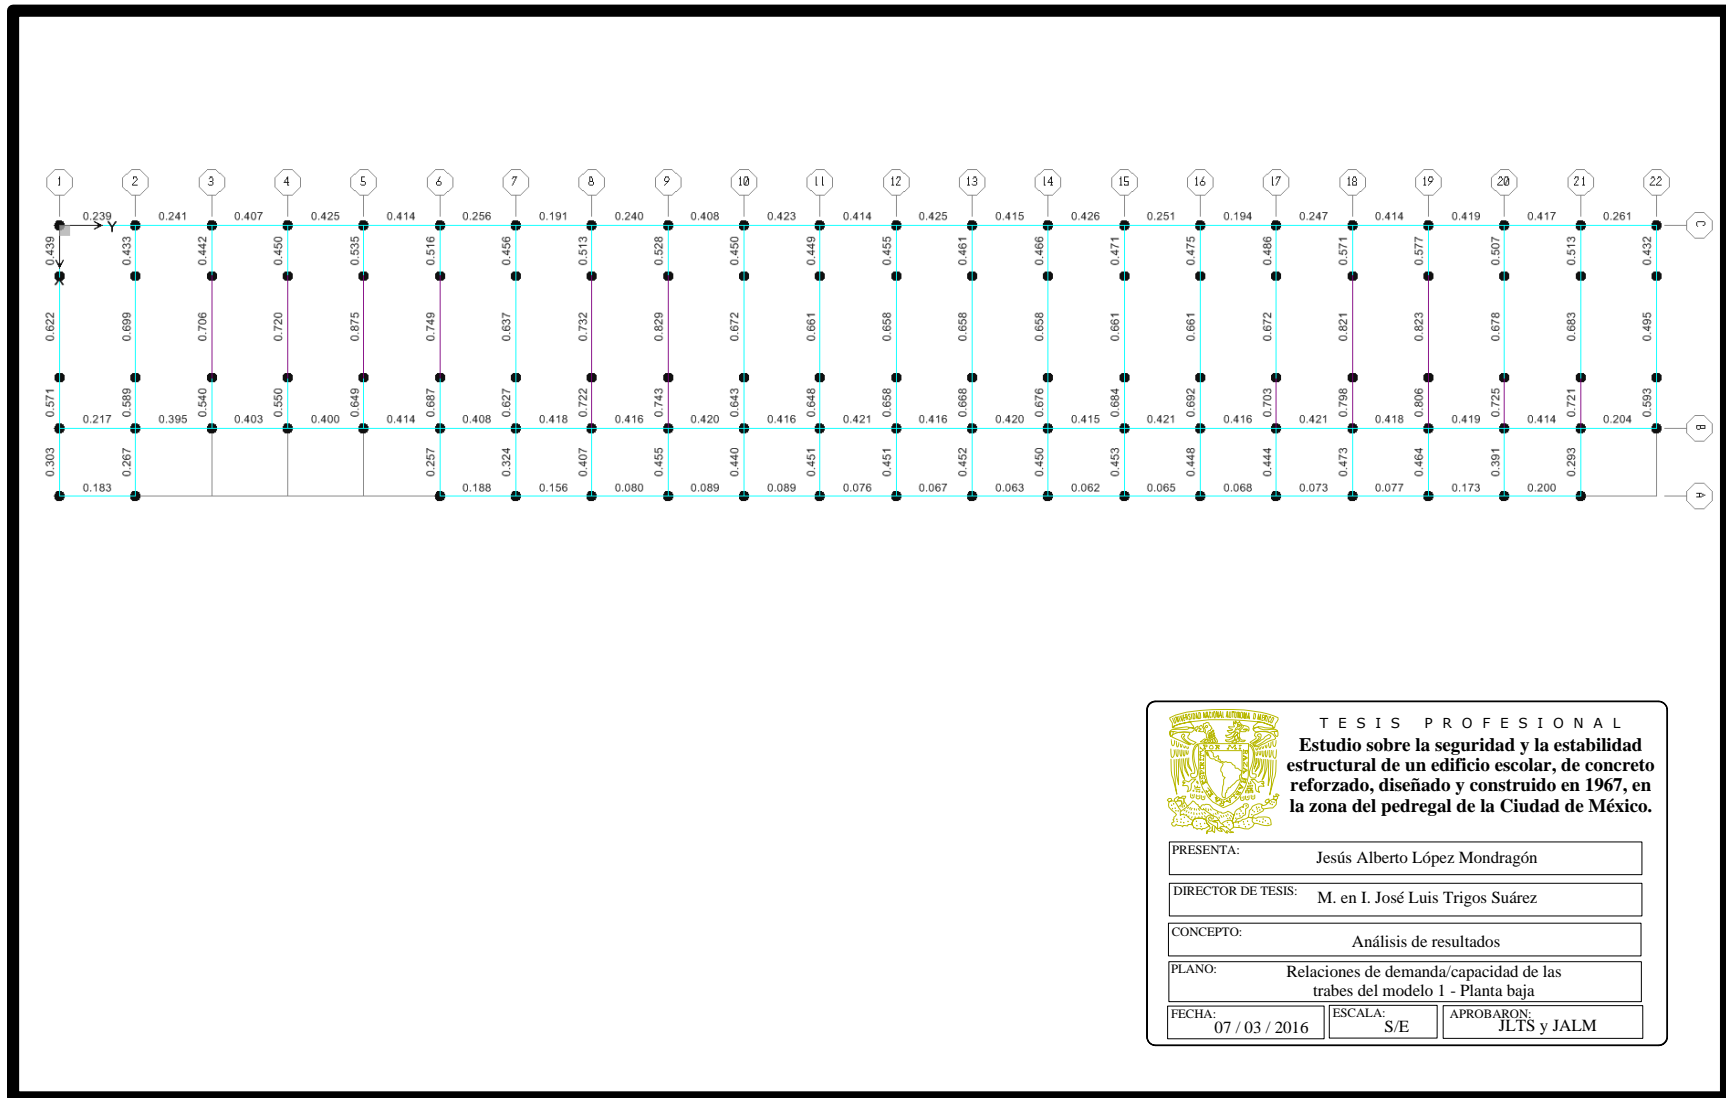 1 2 3 4 5 6 7 8 9 10 11 12 13 14 15 16 17 18 19 20 21 22
0.239 0.241 0.407 0.425 0.414 0.256 0.191 0.240 0.408 0.423 0.414 0.425 0.415 0.426 0.251 0.194 0.247 0.414 0.419 0.417 0.261
Y
C
0.439 0.433 0.442 0.450 0.535 0.516 0.456 0.513 0.528 0.450 0.449 0.455 0.461 0.466 0.471 0.475 0.486 0.571 0.577 0.507 0.513 0.432
X
0.622 0.699 0.706 0.720 0.875 0.749 0.637 0.732 0.829 0.672 0.661 0.658 0.658 0.658 0.661 0.661 0.672 0.821 0.823 0.678 0.683 0.495
0.571 0.589 0.540 0.550 0.649 0.687 0.627 0.722 0.743 0.643 0.648 0.658 0.668 0.676 0.684 0.692 0.703 0.798 0.806 0.725 0.721 0.593
0.217 0.395 0.403 0.400 0.414 0.408 0.418 0.416 0.420 0.416 0.421 0.416 0.420 0.415 0.421 0.416 0.421 0.418 0.419 0.414 0.204
B
0.303 0.267 0.257 0.324 0.407 0.455 0.440 0.451 0.451 0.452 0.450 0.453 0.448 0.444 0.473 0.464 0.391 0.293
0.183 0.188 0.156 0.080 0.089 0.089 0.076 0.067 0.063 0.062 0.065 0.068 0.073 0.077 0.173 0.200
A
UNIVERSIDAD NACIONAL AUTONOMA D MEXICO
TESIS PROFESIONAL
Estudio sobre la seguridad y la estabilidad
estructural de un edificio escolar, de concreto
reforzado, diseñado y construido en 1967, en
la zona del pedregal de la Ciudad de México.
PRESENTA: Jesús Alberto López Mondragón
DIRECTOR DE TESIS: M. en I. José Luis Trigos Suárez
CONCEPTO: Análisis de resultados
PLANO: Relaciones de demanda/capacidad de las
trabes del modelo 1 - Planta baja
FECHA: 07 / 03 / 2016 ESCALA: S/E APROBARON: JLTS y JALM